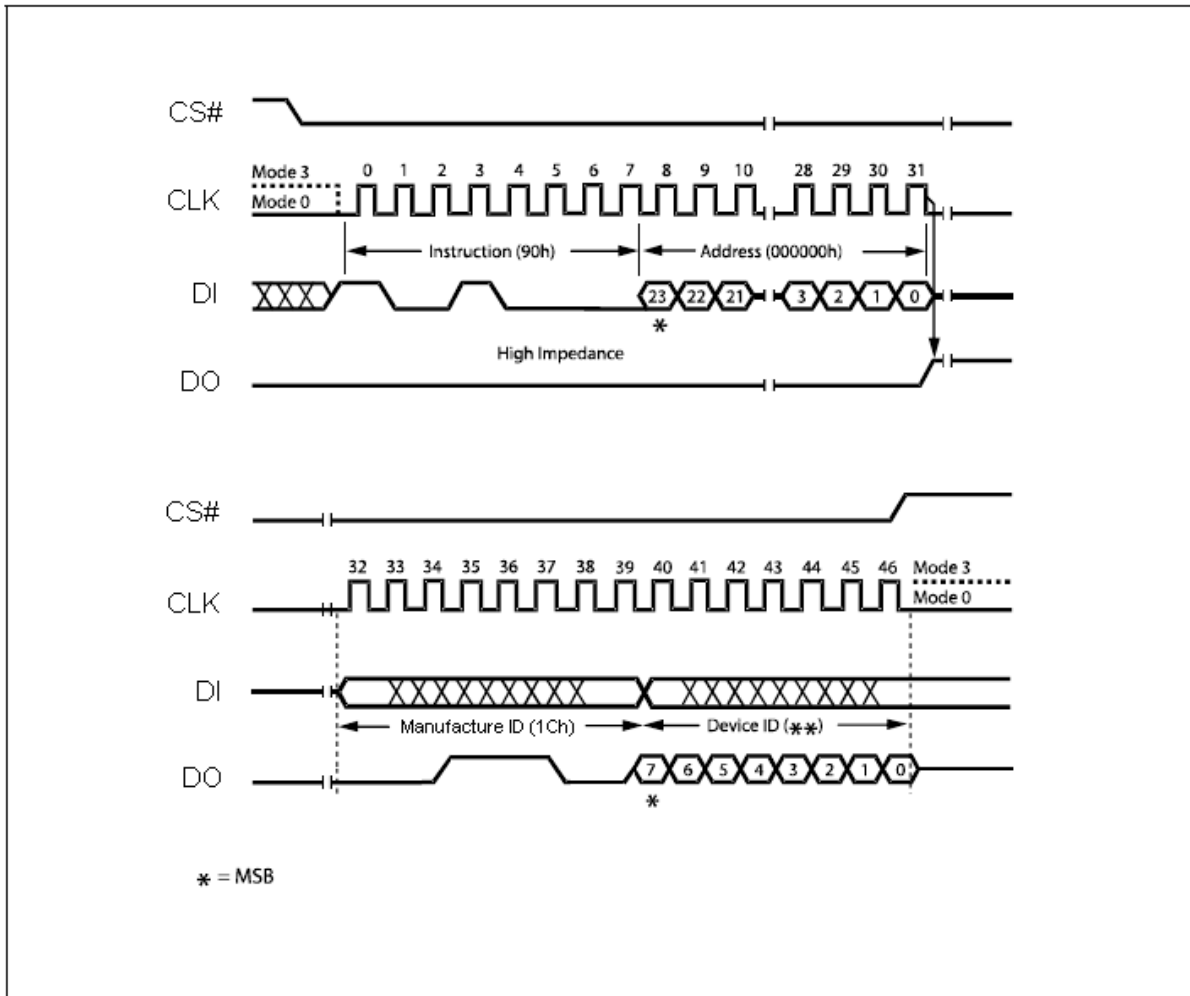 CS#
Mode 3
0 1 2 3 4 5 6 7 8 9 10 28 29 30 31
CLK
Mode 0
Instruction (90h) Address (000000h)
DI 23 22 21 3 2 1 0
*
High Impedance
DO
CS#
32 33 34 35 36 37 38 39 40 41 42 43 44 45 46 Mode 3
CLK Mode 0
DI
Manufacture ID (1Ch) Device ID (**)
DO 7 6 5 4 3 2 1 0
*
* = MSB